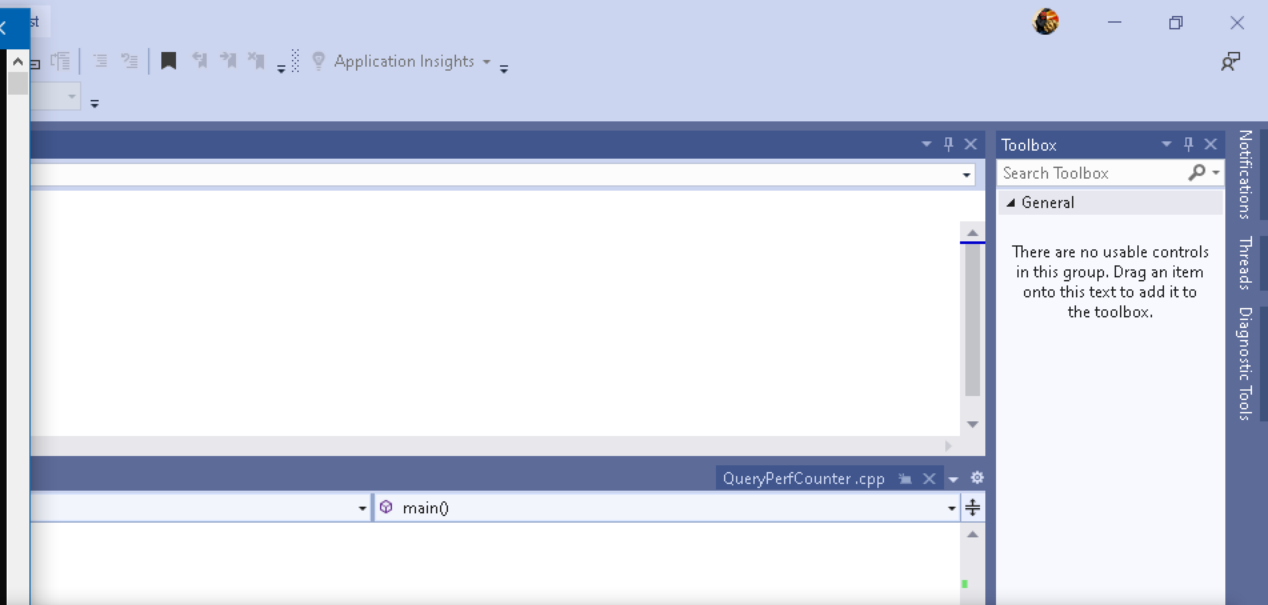 st
Application Insights
Toolbox
Search Toolbox
General
There are no usable controls
in this group. Drag an item
onto this text to add it to
the toolbox.
Notifications
Threads
Diagnostic Tools
QueryPerfCounter.cpp
main()